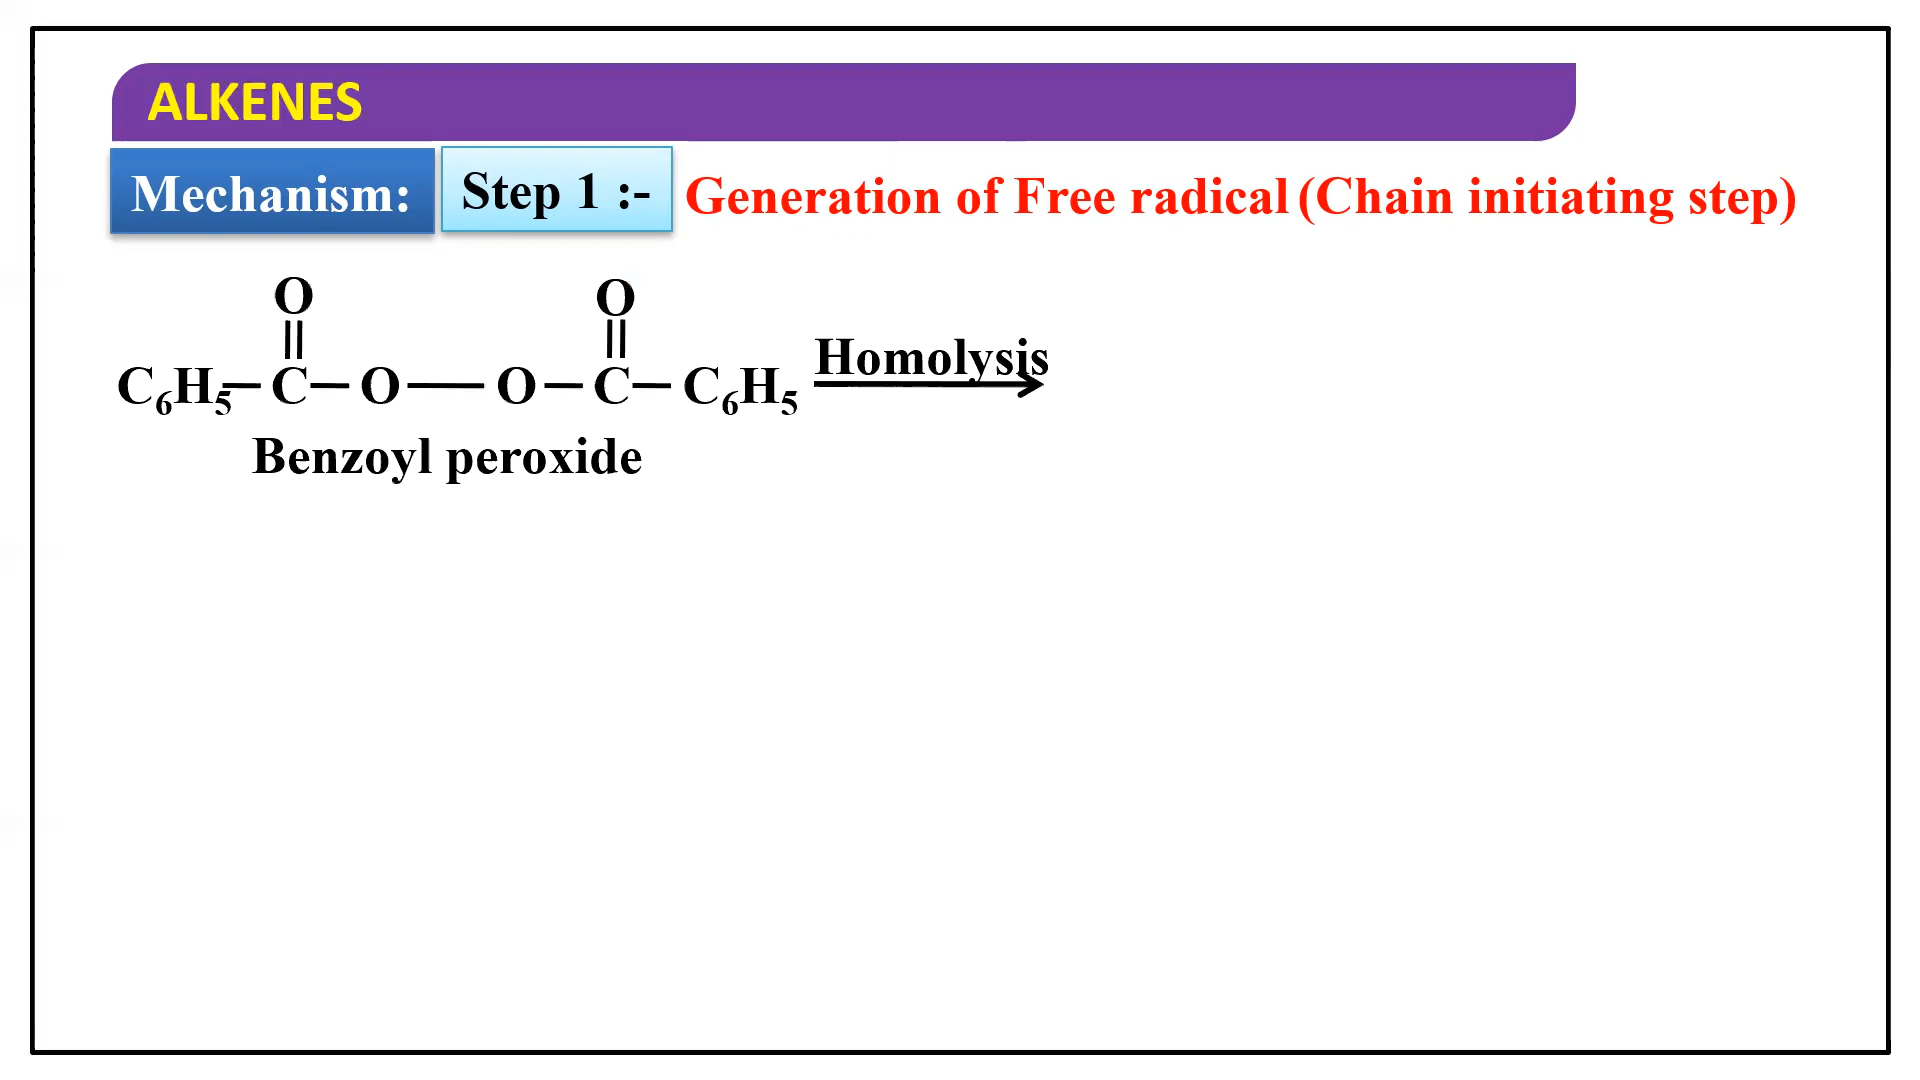 ALKENES
Mechanism: Step 1 :- Generation of Free radical (Chain initiating step)
O O
C6H5 C O O C C6H5 Homolysis
Benzoyl peroxide